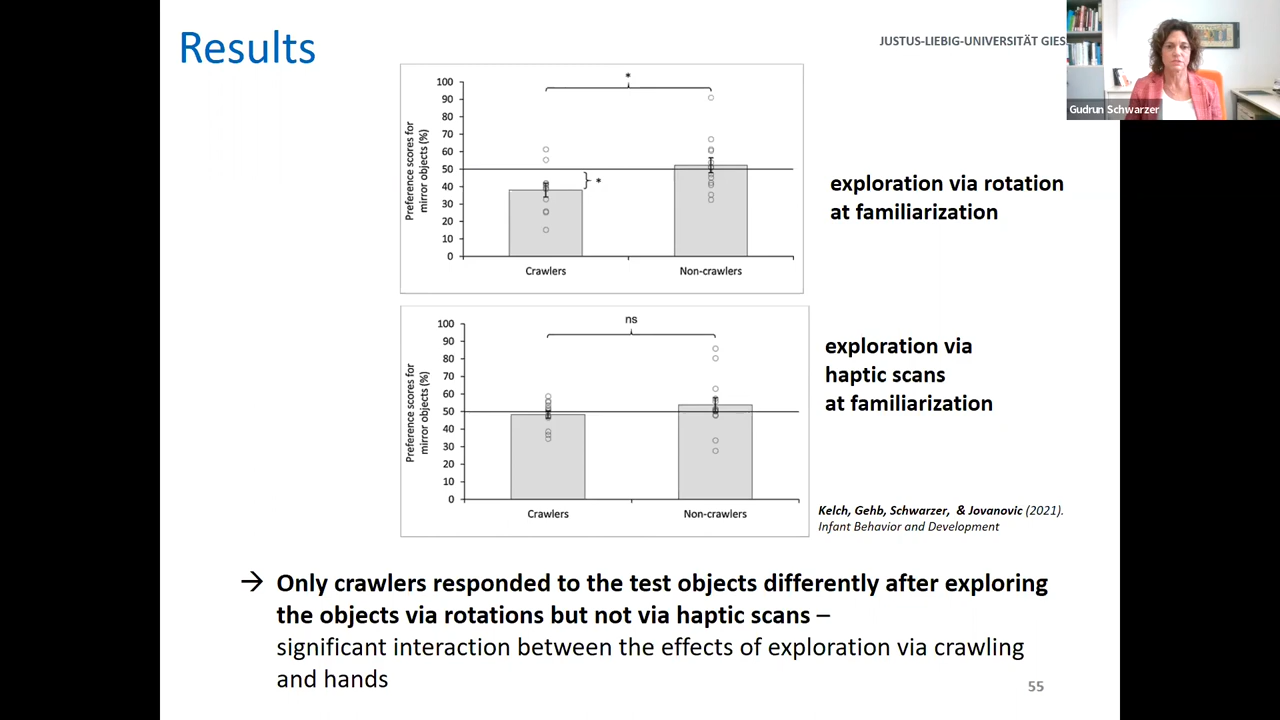 Results
JUSTUS-LIEBIG-UNIVERSITÄT GIES
Gudrun Schwarzer
*
100
90
80
70
60
50
40
30
20
10
0
Preference scores for
mirror objects (%)
*
Crawlers
Non-crawlers
exploration via rotation
at familiarization
ns
100
90
80
70
60
50
40
30
20
10
0
Preference scores for
mirror objects (%)
Crawlers
Non-crawlers
exploration via
haptic scans
at familiarization
Kelch, Gehb, Schwarzer, & Jovanovic (2021).
Infant Behavior and Development
→ Only crawlers responded to the test objects differently after exploring
the objects via rotations but not via haptic scans –
significant interaction between the effects of exploration via crawling
and hands
55